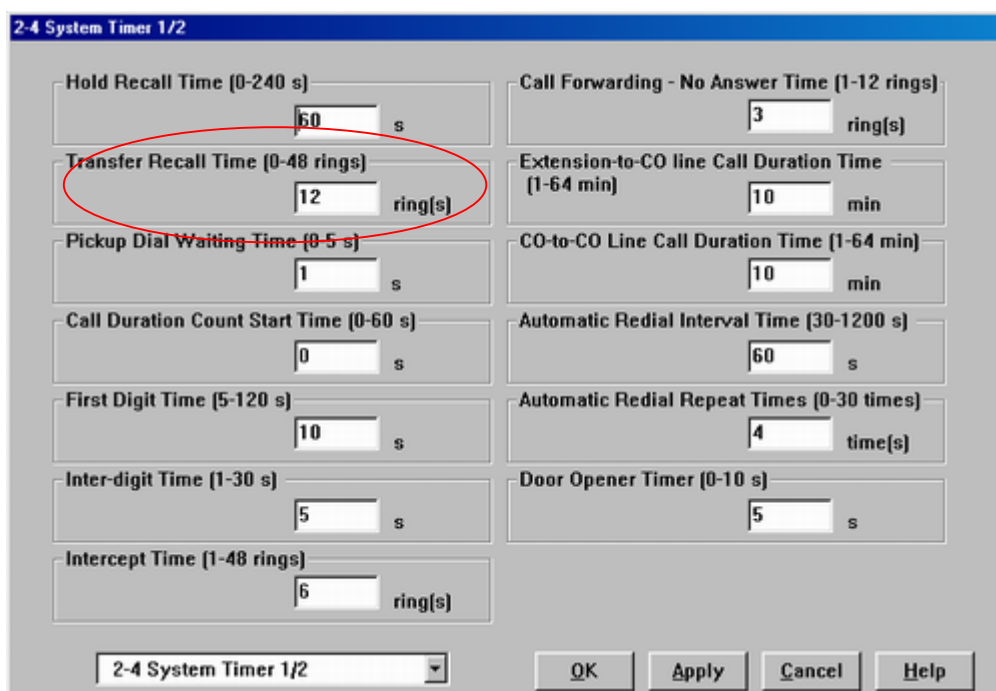 2-4 System Timer 1/2
Hold Recall Time (0-240 s)
60 s
Transfer Recall Time (0-48 rings)
12 ring(s)
Pickup Dial Waiting Time (0-5 s)
1 s
Call Duration Count Start Time (0-60 s)
0 s
First Digit Time (5-120 s)
10 s
Inter-digit Time (1-30 s)
5 s
Intercept Time (1-48 rings)
6 ring(s)
Call Forwarding - No Answer Time (1-12 rings)
3 ring(s)
Extension-to-CO line Call Duration Time
(1-64 min)
10 min
CO-to-CO Line Call Duration Time (1-64 min)
10 min
Automatic Redial Interval Time (30-1200 s)
60 s
Automatic Redial Repeat Times (0-30 times)
4 time(s)
Door Opener Timer (0-10 s)
5 s
2-4 System Timer 1/2
OK Apply Cancel Help